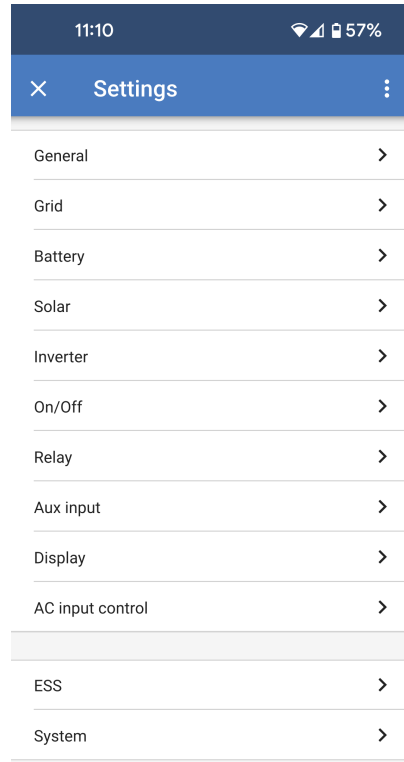 11:10 57%
Settings
General
Grid
Battery
Solar
Inverter
On/Off
Relay
Aux input
Display
AC input control
ESS
System